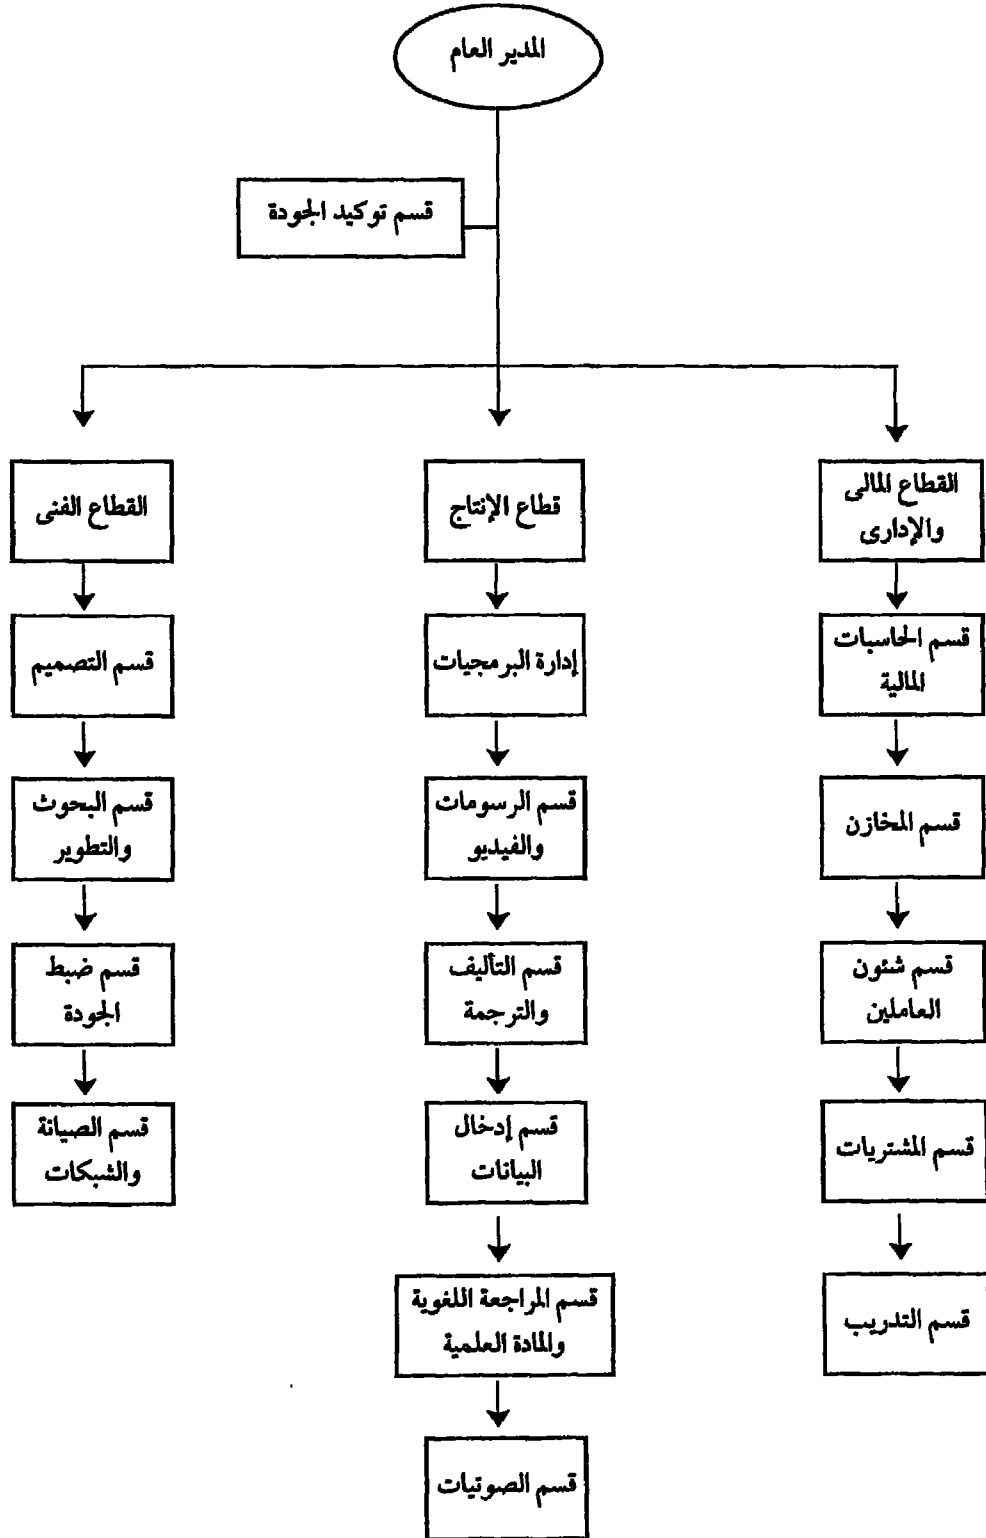 المدير العام
قسم توكيد الجودة
القطاع المالى
والإدارى
قسم الحاسبات
المالية
قسم المخازن
قسم شئون
العاملين
قسم المشتريات
قسم التدريب
قطاع الإنتاج
إدارة البرمجيات
قسم الرسومات
والفيديو
قسم التأليف
والترجمة
قسم إدخال
البيانات
قسم المراجعة اللغوية
والمادة العلمية
قسم الصوتيات
القطاع الفنى
قسم التصميم
قسم البحوث
والتطوير
قسم ضبط
الجودة
قسم الصيانة
والشبكات